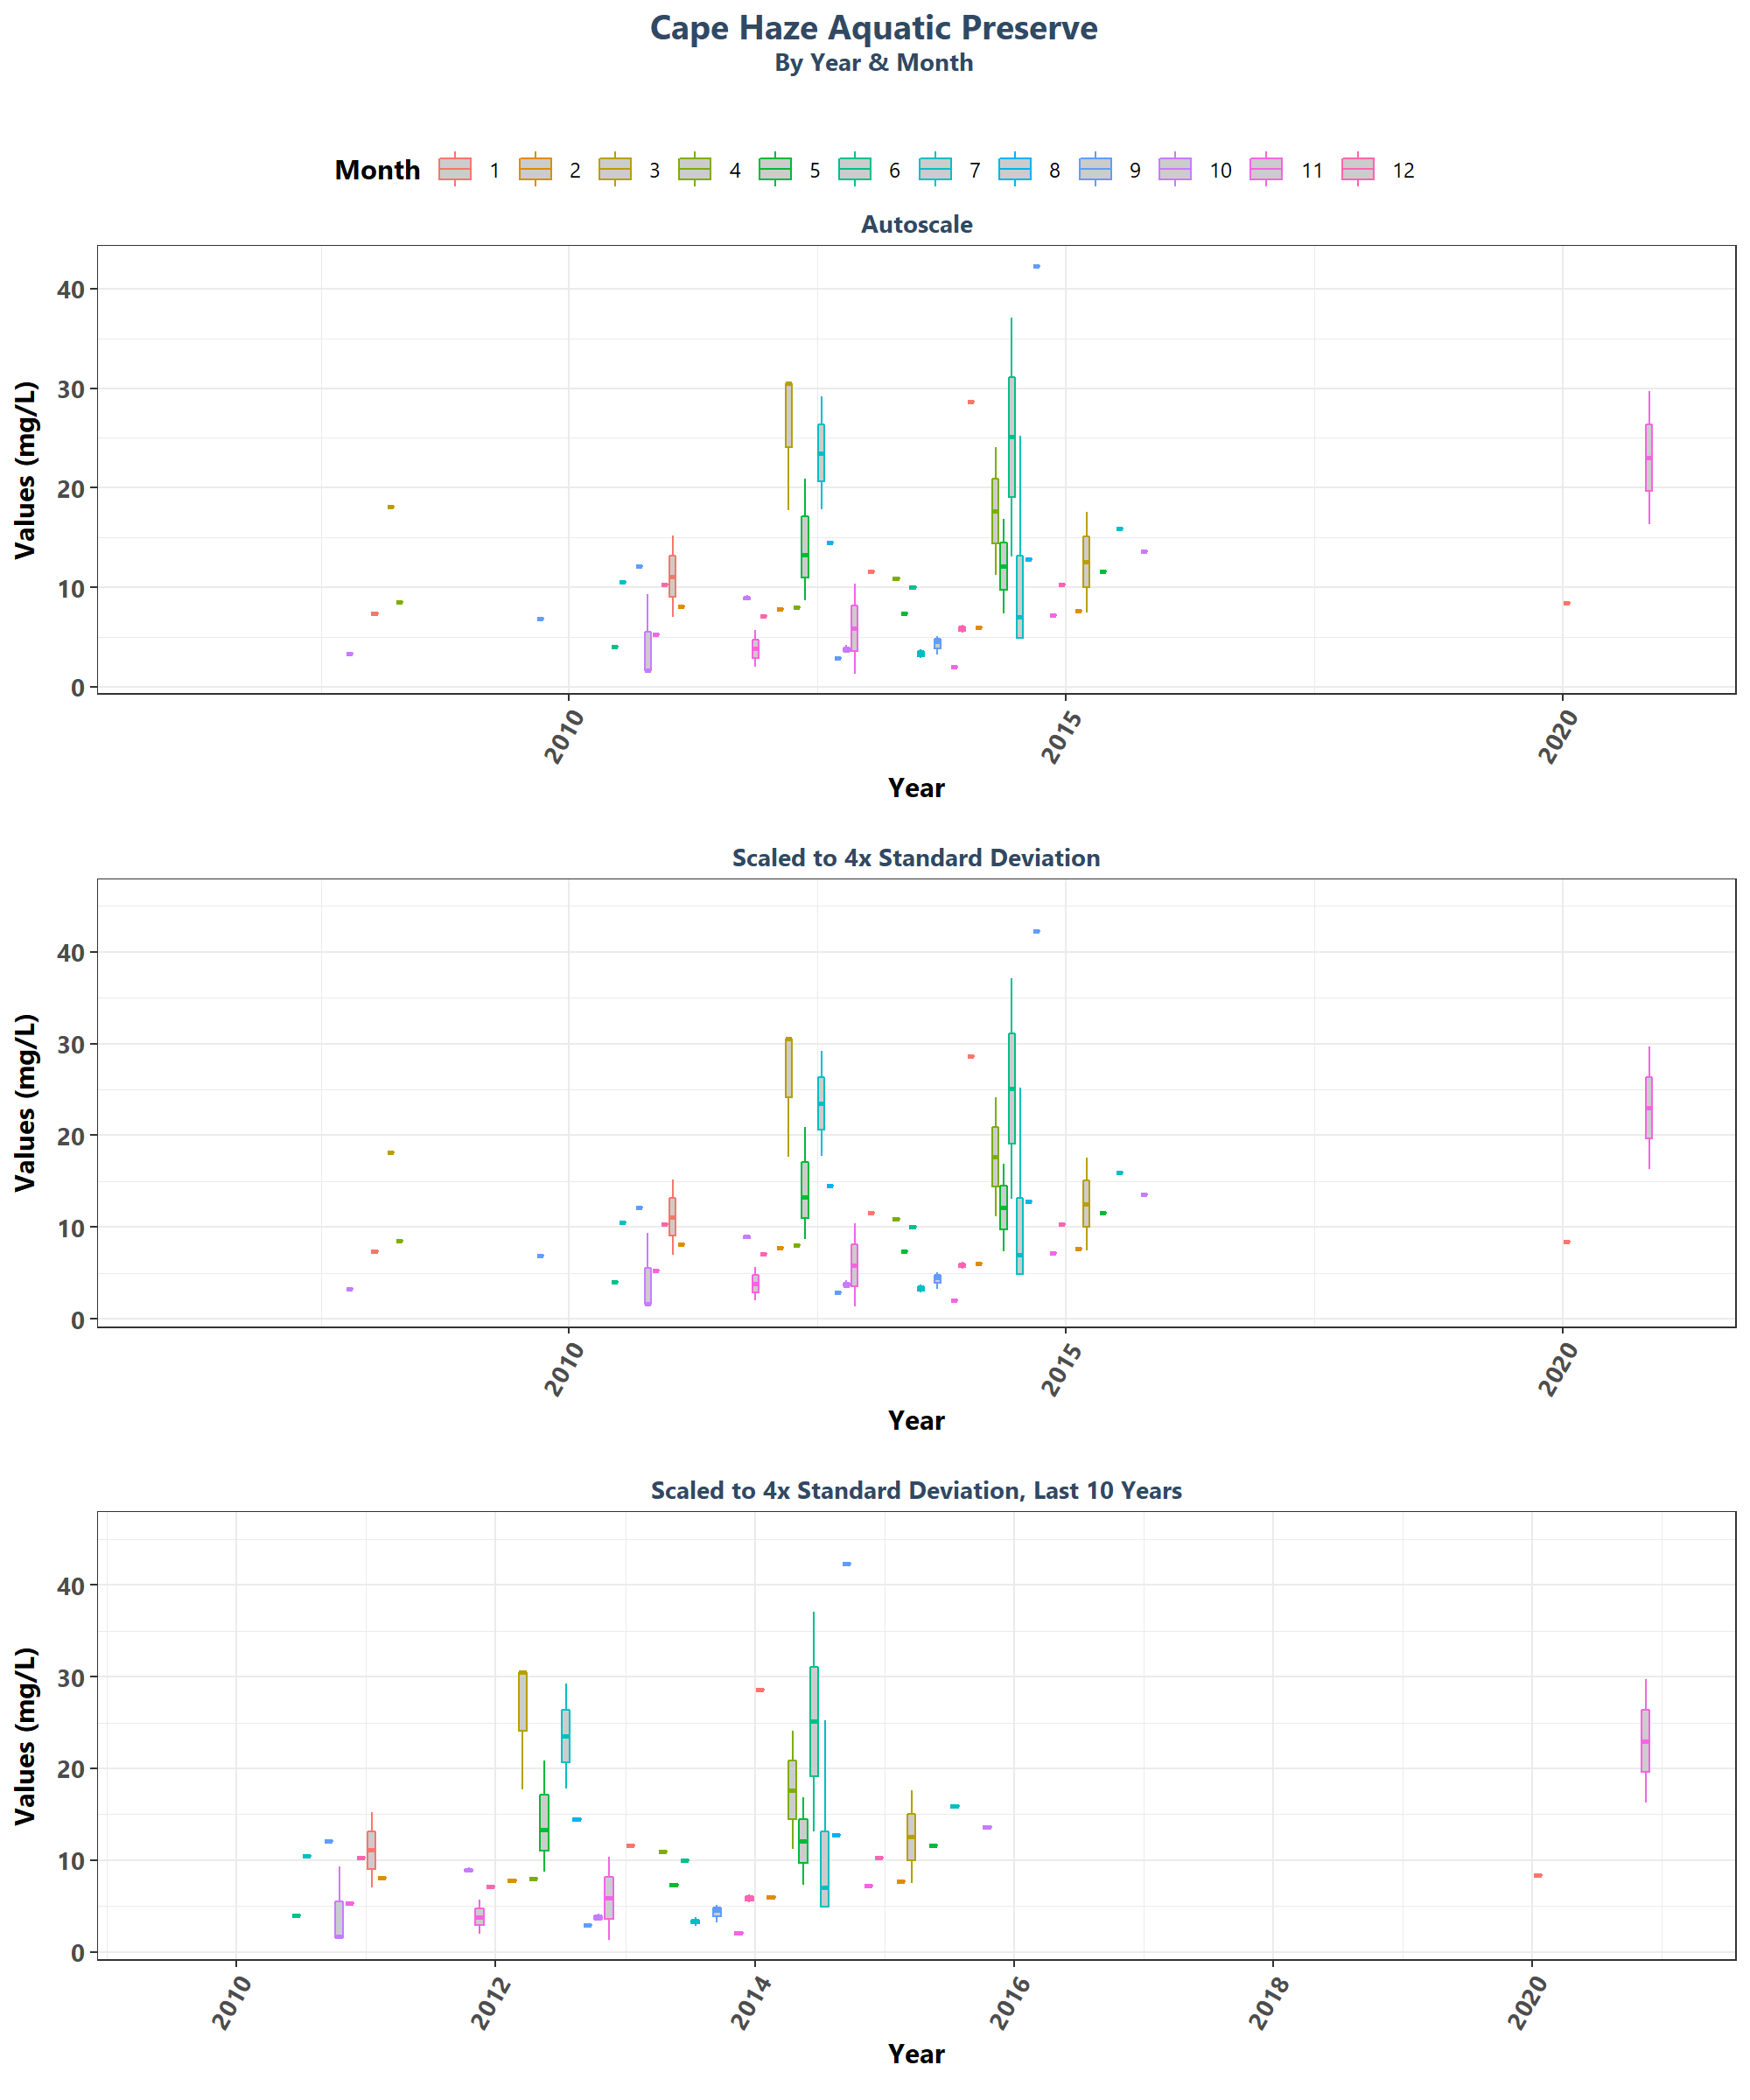 Cape Haze Aquatic Preserve
By Year & Month
Month 1 2 3 4 5 6 7 8 9 10 11 12
Autoscale
Values (mg/L)
40
30
20
10
0
2010 2015 2020
Year
Scaled to 4x Standard Deviation
Values (mg/L)
40
30
20
10
0
2010 2015 2020
Year
Scaled to 4x Standard Deviation, Last 10 Years
Values (mg/L)
40
30
20
10
0
2010 2012 2014 2016 2018 2020
Year